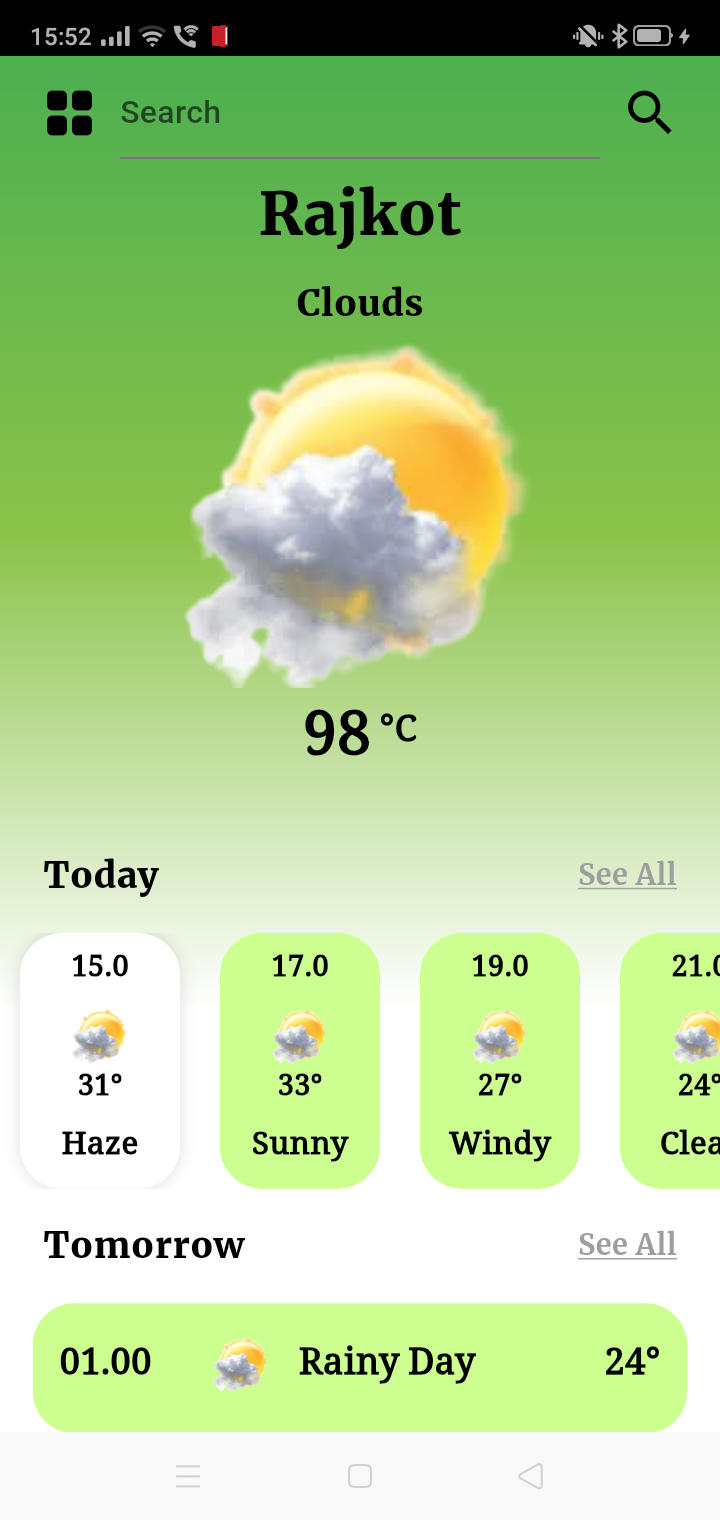 15:52
Search
Rajkot
Clouds
98 °C
Today See All
15.0 17.0 19.0 21.0
31° 33° 27° 24°
Haze Sunny Windy Clea
Tomorrow See All
01.00 Rainy Day 24°